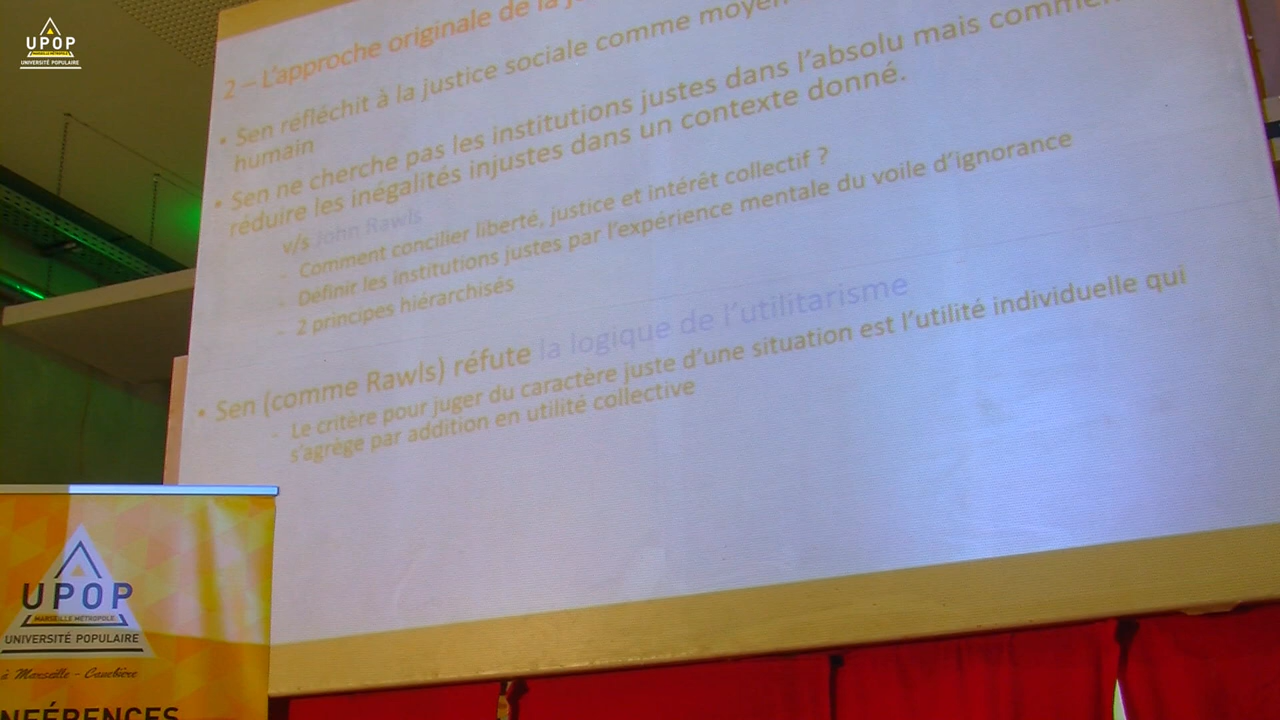 UPOP
UNIVERSITÉ POPULAIRE
2 – L'approche originale de la
• Sen réfléchit à la justice sociale comme moyen
humain
• Sen ne cherche pas les institutions justes dans l'absolu mais comment
réduire les inégalités injustes dans un contexte donné.
v/s John Rawls
- Comment concilier liberté, justice et intérêt collectif ?
- Définir les institutions justes par l'expérience mentale du voile d'ignorance
- 2 principes hiérarchisés
• Sen (comme Rawls) réfute la logique de l'utilitarisme
- Le critère pour juger du caractère juste d'une situation est l'utilité individuelle qui
s'agrège par addition en utilité collective
UPOP
MARSEILLE MÉTROPOLE
UNIVERSITÉ POPULAIRE
à Marseille - Canebière
NFÉRENCES